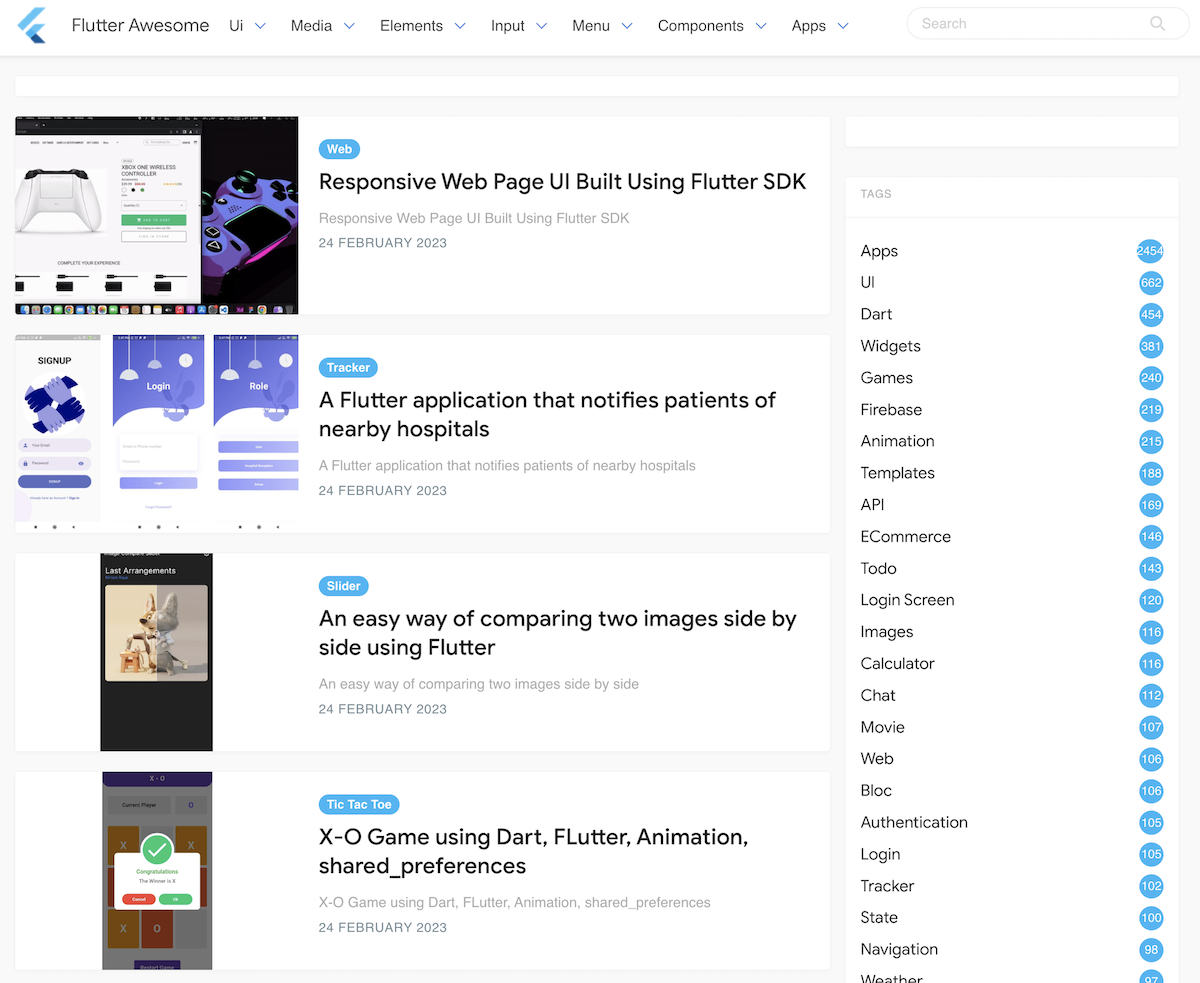 Flutter Awesome Ui Media Elements Input Menu Components Apps Search
Web
Responsive Web Page UI Built Using Flutter SDK
Responsive Web Page UI Built Using Flutter SDK
24 FEBRUARY 2023
XBOX ONE WIRELESS
CONTROLLER
ADD TO CART
COMPLETE YOUR EXPERIENCE
Tracker
A Flutter application that notifies patients of
nearby hospitals
A Flutter application that notifies patients of nearby hospitals
24 FEBRUARY 2023
SIGNUP
Your Email
Password
SIGNUP
Already have an Account ? Sign in
Login
Password
Login
Forgot Password?
Role
Slider
An easy way of comparing two images side by
side using Flutter
An easy way of comparing two images side by side
24 FEBRUARY 2023
Last Arrangements
Tic Tac Toe
X-O Game using Dart, FLutter, Animation,
shared_preferences
X-O Game using Dart, FLutter, Animation, shared_preferences
24 FEBRUARY 2023
X - O
Current Player O
X X
Congratulations
The Winner is X
Cancel Ok
X O
Restart Game
TAGS
Apps 2454
UI 662
Dart 454
Widgets 381
Games 240
Firebase 219
Animation 215
Templates 188
API 169
ECommerce 146
Todo 143
Login Screen 120
Images 116
Calculator 116
Chat 112
Movie 107
Web 106
Bloc 106
Authentication 105
Login 105
Tracker 102
State 100
Navigation 98
Weather 97